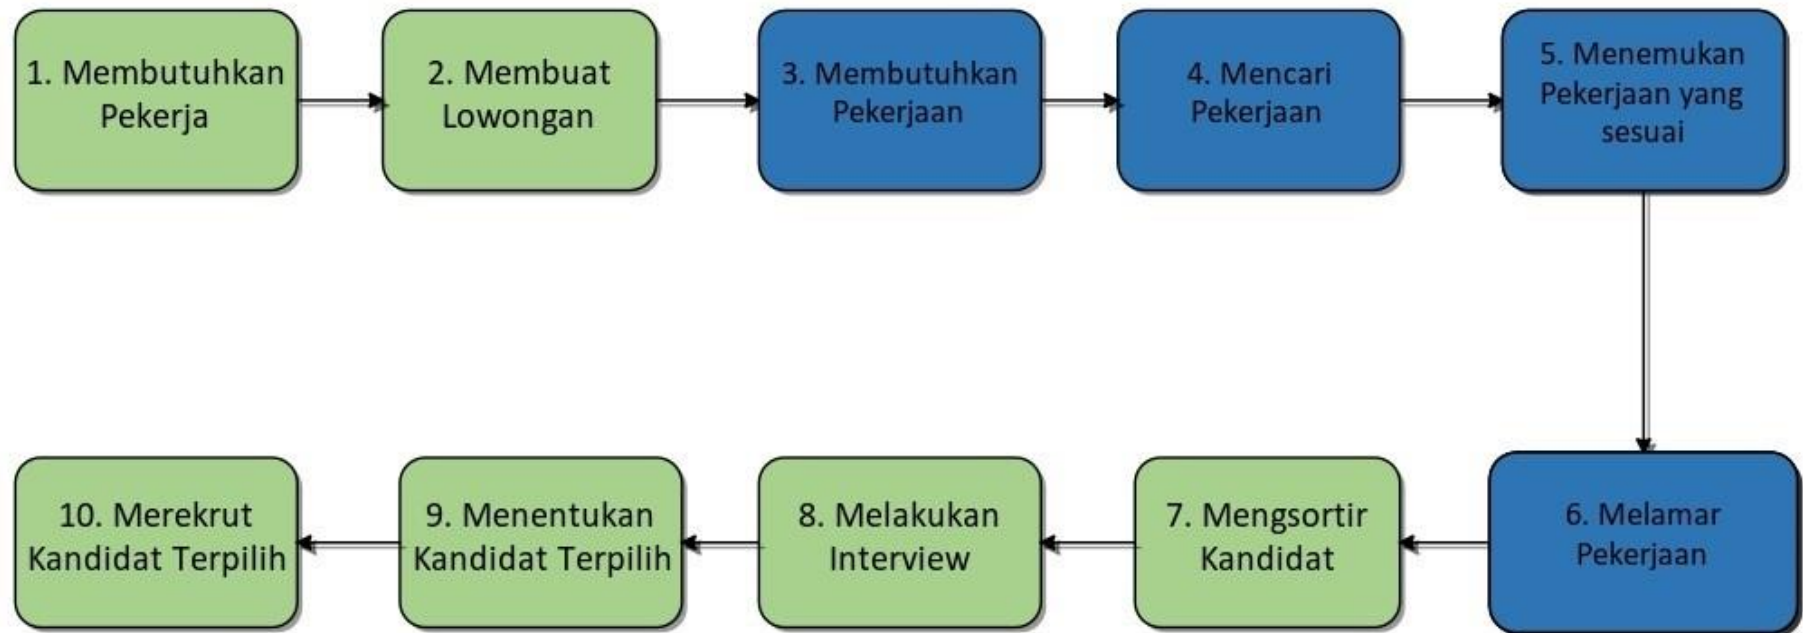 1. Membutuhkan
Pekerja
2. Membuat
Lowongan
3. Membutuhkan
Pekerjaan
4. Mencari
Pekerjaan
5. Menemukan
Pekerjaan yang
sesuai
6. Melamar
Pekerjaan
7. Mengsortir
Kandidat
8. Melakukan
Interview
9. Menentukan
Kandidat Terpilih
10. Merekrut
Kandidat Terpilih